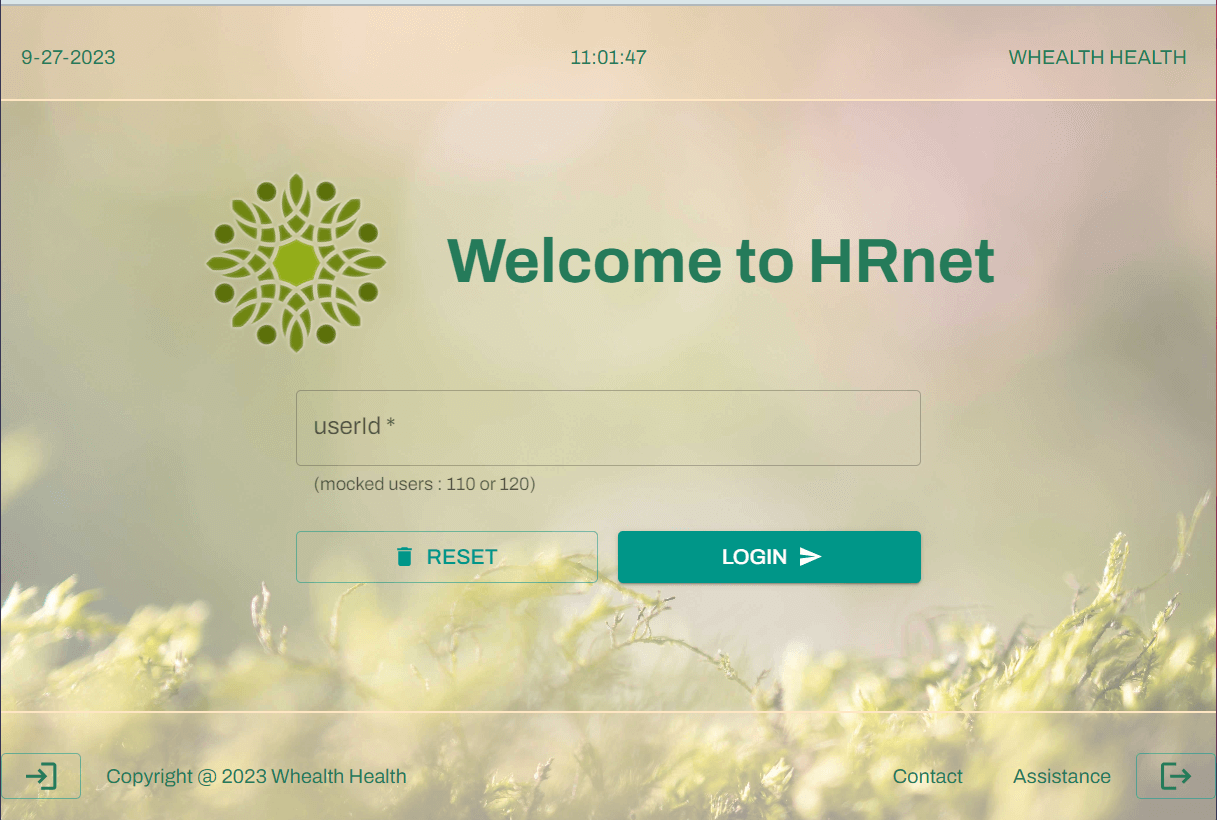 9-27-2023 11:01:47 WHEALTH HEALTH
Welcome to HRnet
userId *
(mocked users : 110 or 120)
RESET LOGIN
Copyright @ 2023 Whealth Health Contact Assistance